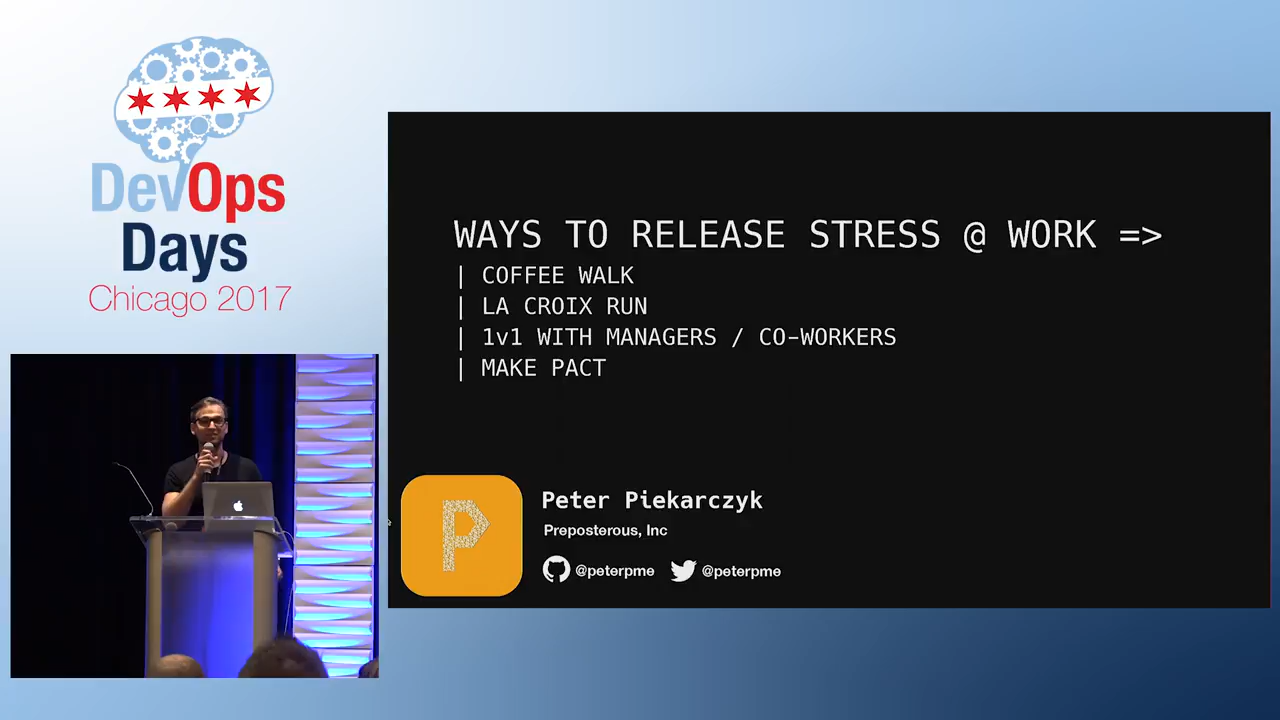 DevOps
Days
Chicago 2017
WAYS TO RELEASE STRESS @ WORK =>
| COFFEE WALK
| LA CROIX RUN
| 1v1 WITH MANAGERS / CO-WORKERS
| MAKE PACT
P
Peter Piekarczyk
Preposterous, Inc
@peterpme @peterpme